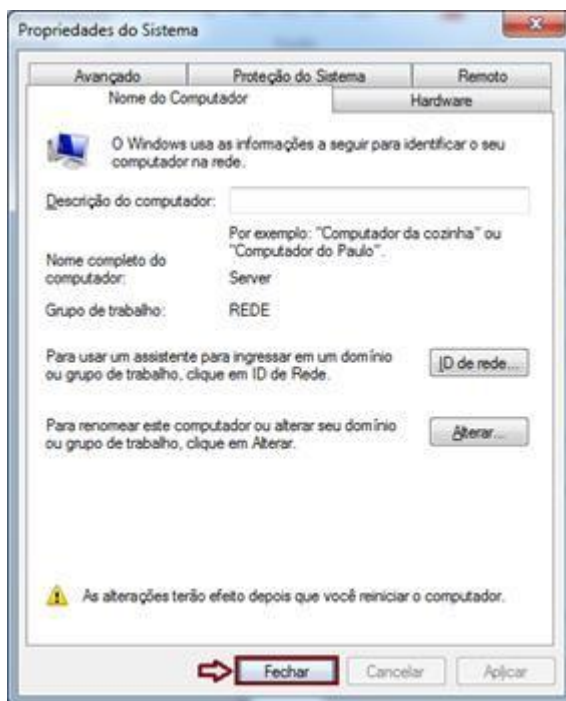 Propriedades do Sistema
Avançado
Proteção do Sistema
Remoto
Nome do Computador
Hardware
O Windows usa as informações a seguir para identificar o seu
computador na rede.
Descrição do computador:
Por exemplo: "Computador da cozinha" ou
"Computador do Paulo".
Nome completo do
computador:
Server
Grupo de trabalho:
REDE
Para usar um assistente para ingressar em um domínio
ou grupo de trabalho, clique em ID de Rede.
ID de rede...
Para renomear este computador ou alterar seu domínio
ou grupo de trabalho, clique em Alterar.
Alterar...
As alterações terão efeito depois que você reiniciar o computador.
Fechar
Cancelar
Aplicar